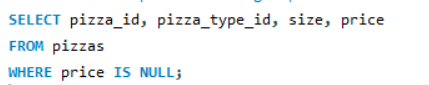 SELECT pizza_id, pizza_type_id, size, price
FROM pizzas
WHERE price IS NULL;